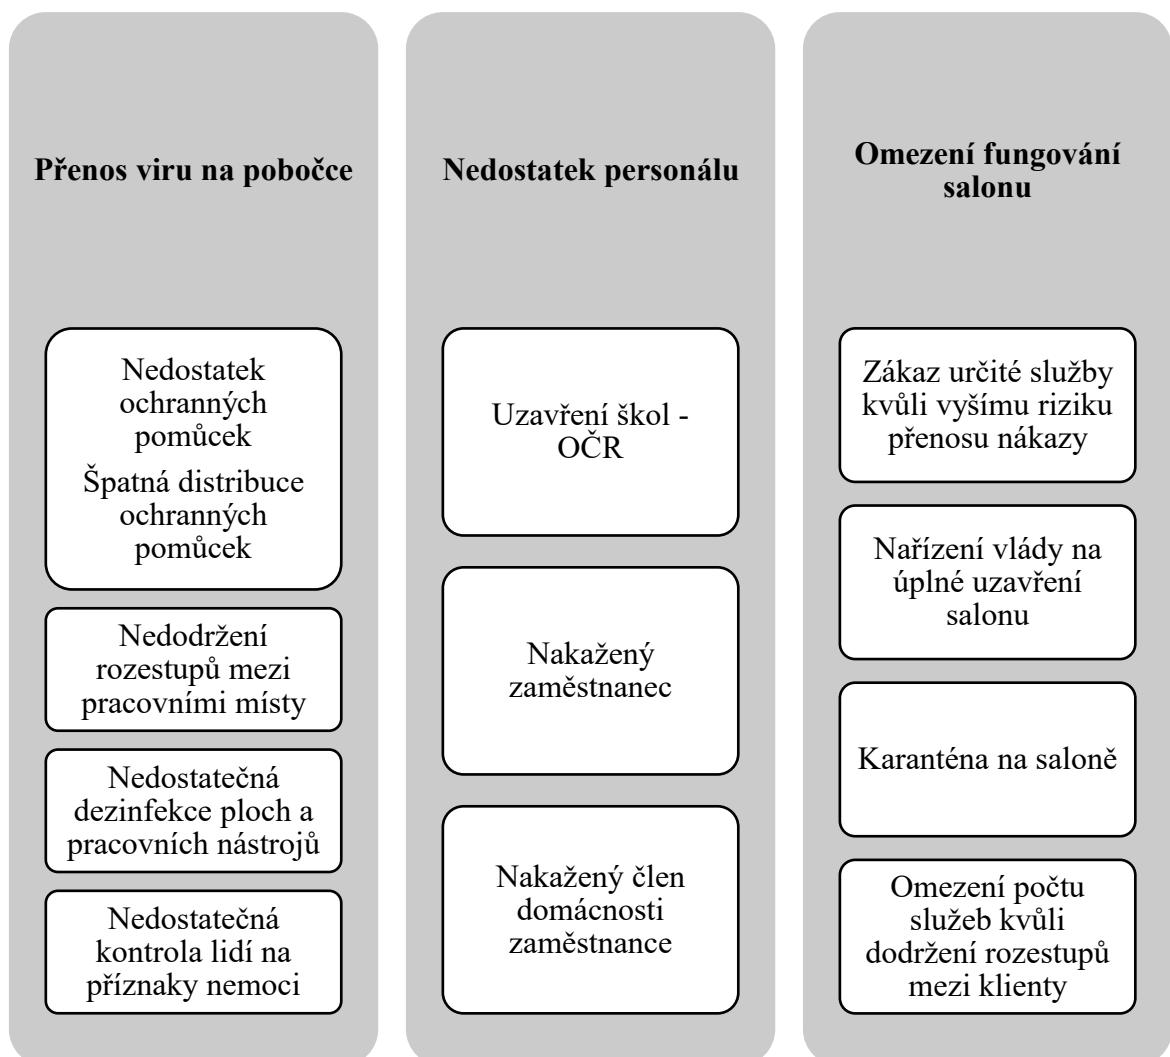 Přenos viru na pobočce
Nedostatek
ochranných
pomůcek
Špatná distribuce
ochranných
pomůcek
Nedodržení
rozestupů mezi
pracovními místy
Nedostatečná
dezinfekce ploch a
pracovních nástrojů
Nedostatečná
kontrola lidí na
příznaky nemoci
Nedostatek personálu
Uzavření škol -
OČR
Nakažený
zaměstnanec
Nakažený člen
domácnosti
zaměstnance
Omezení fungování
salonu
Zákaz určité služby
kvůli vyšímu riziku
přenosu nákazy
Nařízení vlády na
úplné uzavření
salonu
Karanténa na saloně
Omezení počtu
služeb kvůli
dodržení rozestupů
mezi klienty